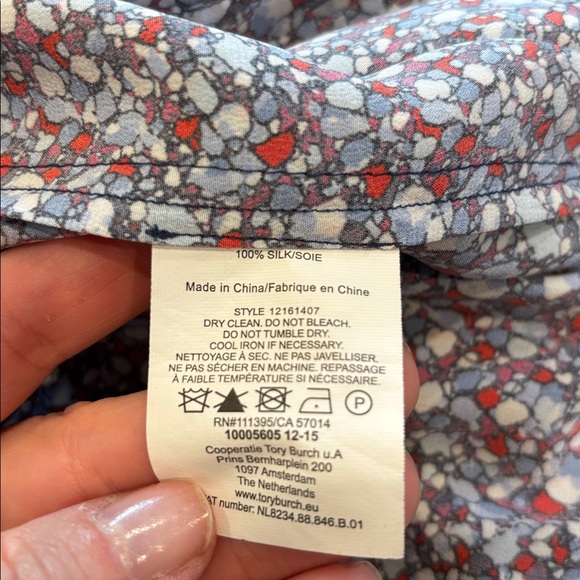 100% SILK/SOIE
Made in China/Fabrique en Chine
STYLE 12161407
DRY CLEAN. DO NOT BLEACH.
DO NOT TUMBLE DRY.
COOL IRON IF NECESSARY.
NETTOYAGE À SEC. NE PAS JAVELLISER.
NE PAS SÉCHER EN MACHINE. REPASSAGE
À FAIBLE TEMPÉRATURE SI NÉCESSAIRE.
P
RN#111395/CA 57014
10005605 12-15
Cooperatie Tory Burch u.A
Prins Bernharplein 200
1097 Amsterdam
The Netherlands
www.toryburch.eu
number: NL8234.88.846.B.01